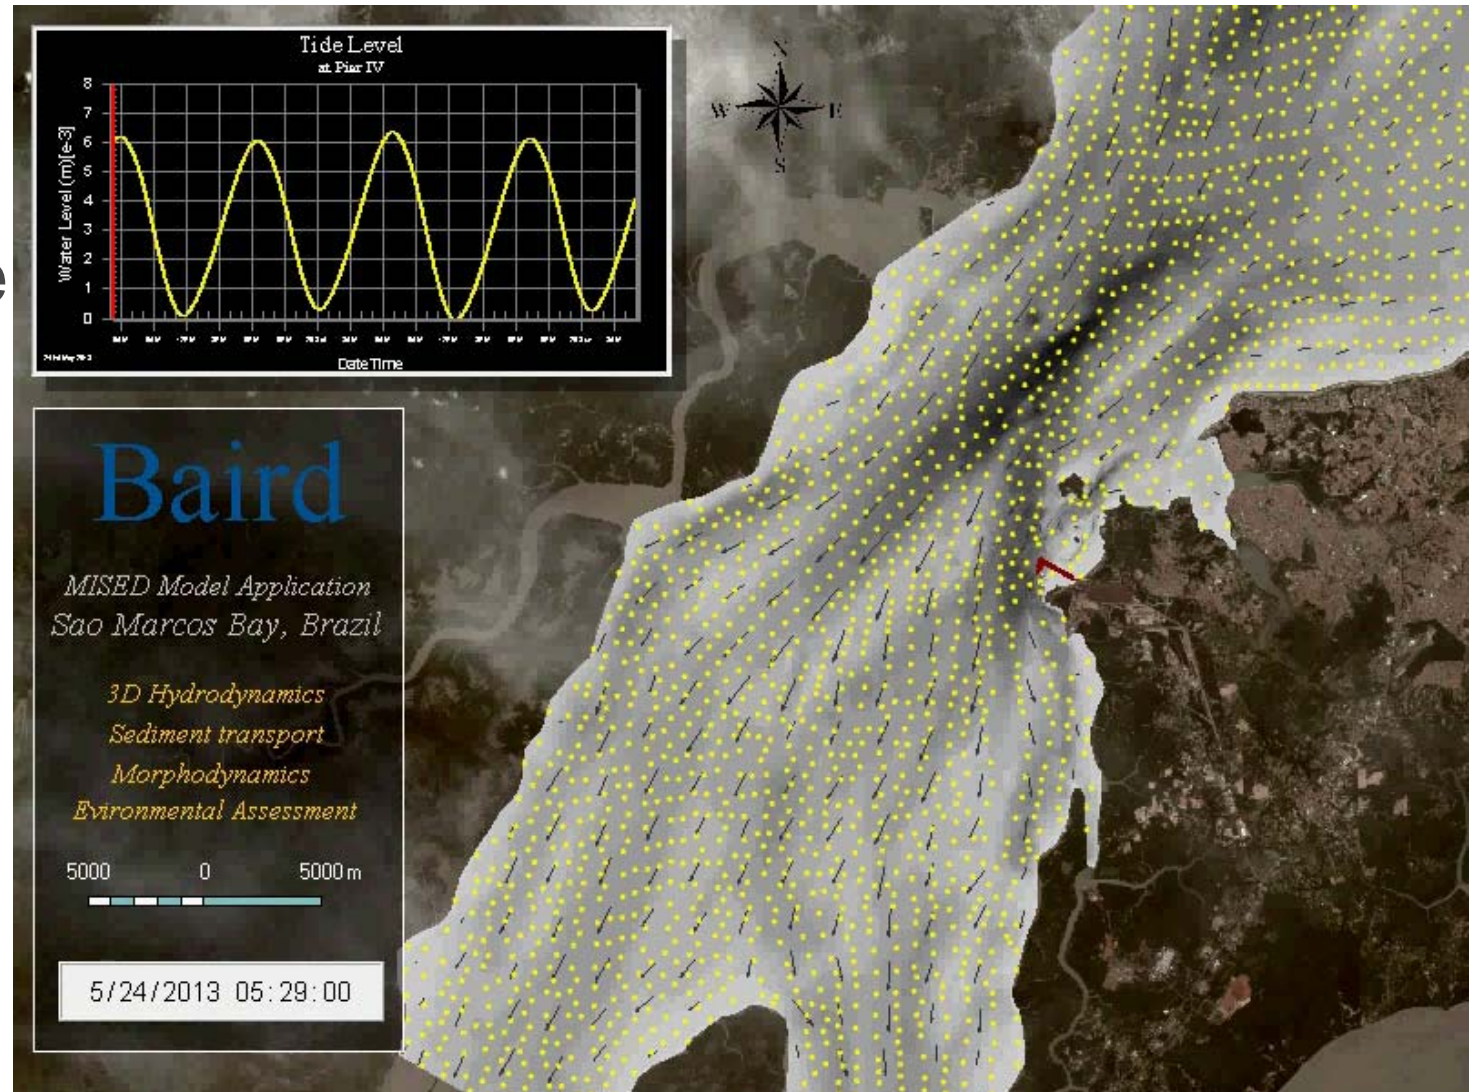 Tide Level
at Pier IV
Water Level (m)[e-3]
8
7
6
5
4
3
2
1
0
Date Time
N
W E
S
e
Baird
MISED Model Application
Sao Marcos Bay, Brazil
3D Hydrodynamics
Sediment transport
Morphodynamics
Evironmental Assessment
5000 0 5000 m
5/24/2013 05:29:00